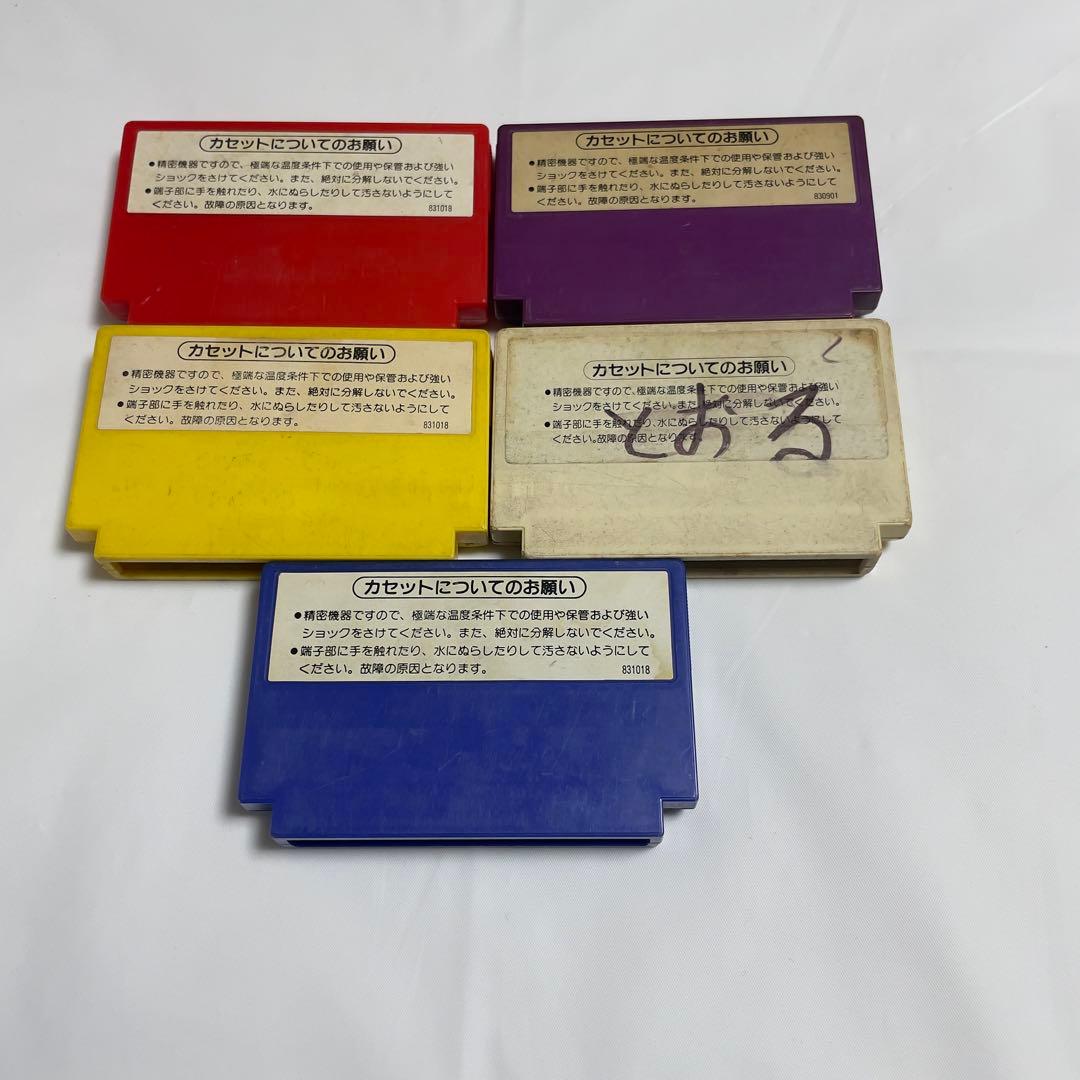 カセットについてのお願い
●精密機器ですので、極端な温度条件下での使用や保管および強い
ショックをさけてください。また、絶対に分解しないでください。
●端子部に手を触れたり、水にぬらしたりして汚さないようにして
ください。故障の原因となります。
831018
カセットについてのお願い
●精密機器ですので、極端な温度条件下での使用や保管および強い
ショックをさけてください。また、絶対に分解しないでください。
●端子部に手を触れたり、水にぬらしたりして汚さないようにして
ください。故障の原因となります。
830901
カセットについてのお願い
●精密機器ですので、極端な温度条件下での使用や保管および強い
ショックをさけてください。また、絶対に分解しないでください。
●端子部に手を触れたり、水にぬらしたりして汚さないようにして
ください。故障の原因となります。
831018
カセットについてのお願い
●精密機器ですので、極端な温度条件下での使用や保管および強い
ショックをさけてください。また、絶対に分解しないでください。
●端子部に手を触れたり、水にぬらしたりして汚さないようにして
ください。故障の原因となります。
とおる
カセットについてのお願い
●精密機器ですので、極端な温度条件下での使用や保管および強い
ショックをさけてください。また、絶対に分解しないでください。
●端子部に手を触れたり、水にぬらしたりして汚さないようにして
ください。故障の原因となります。
831018